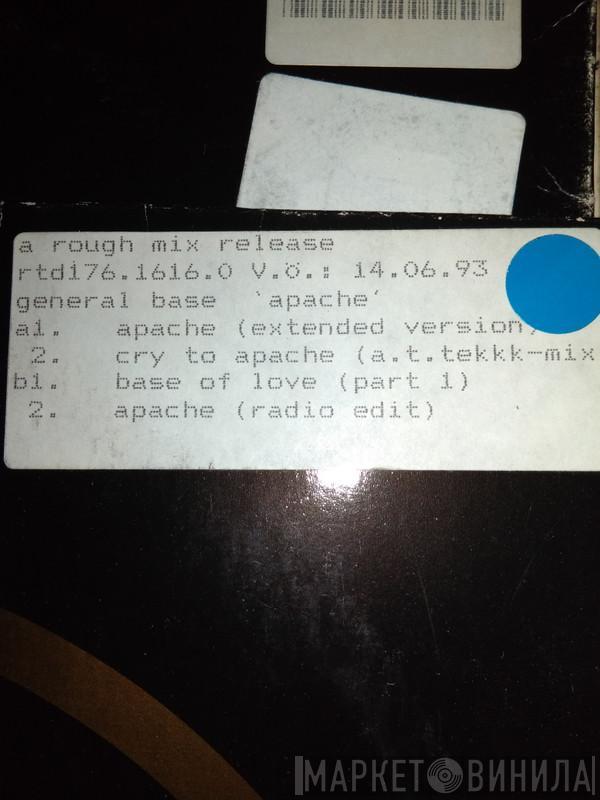 a rough mix release
rtd176.1616.0 V.ö.: 14.06.93
general base `apache´
a1. apache (extended version)
2. cry to apache (a.t.tekkk-mix
b1. base of love (part 1)
2. apache (radio edit)
МАРКЕТ ВИНИЛА